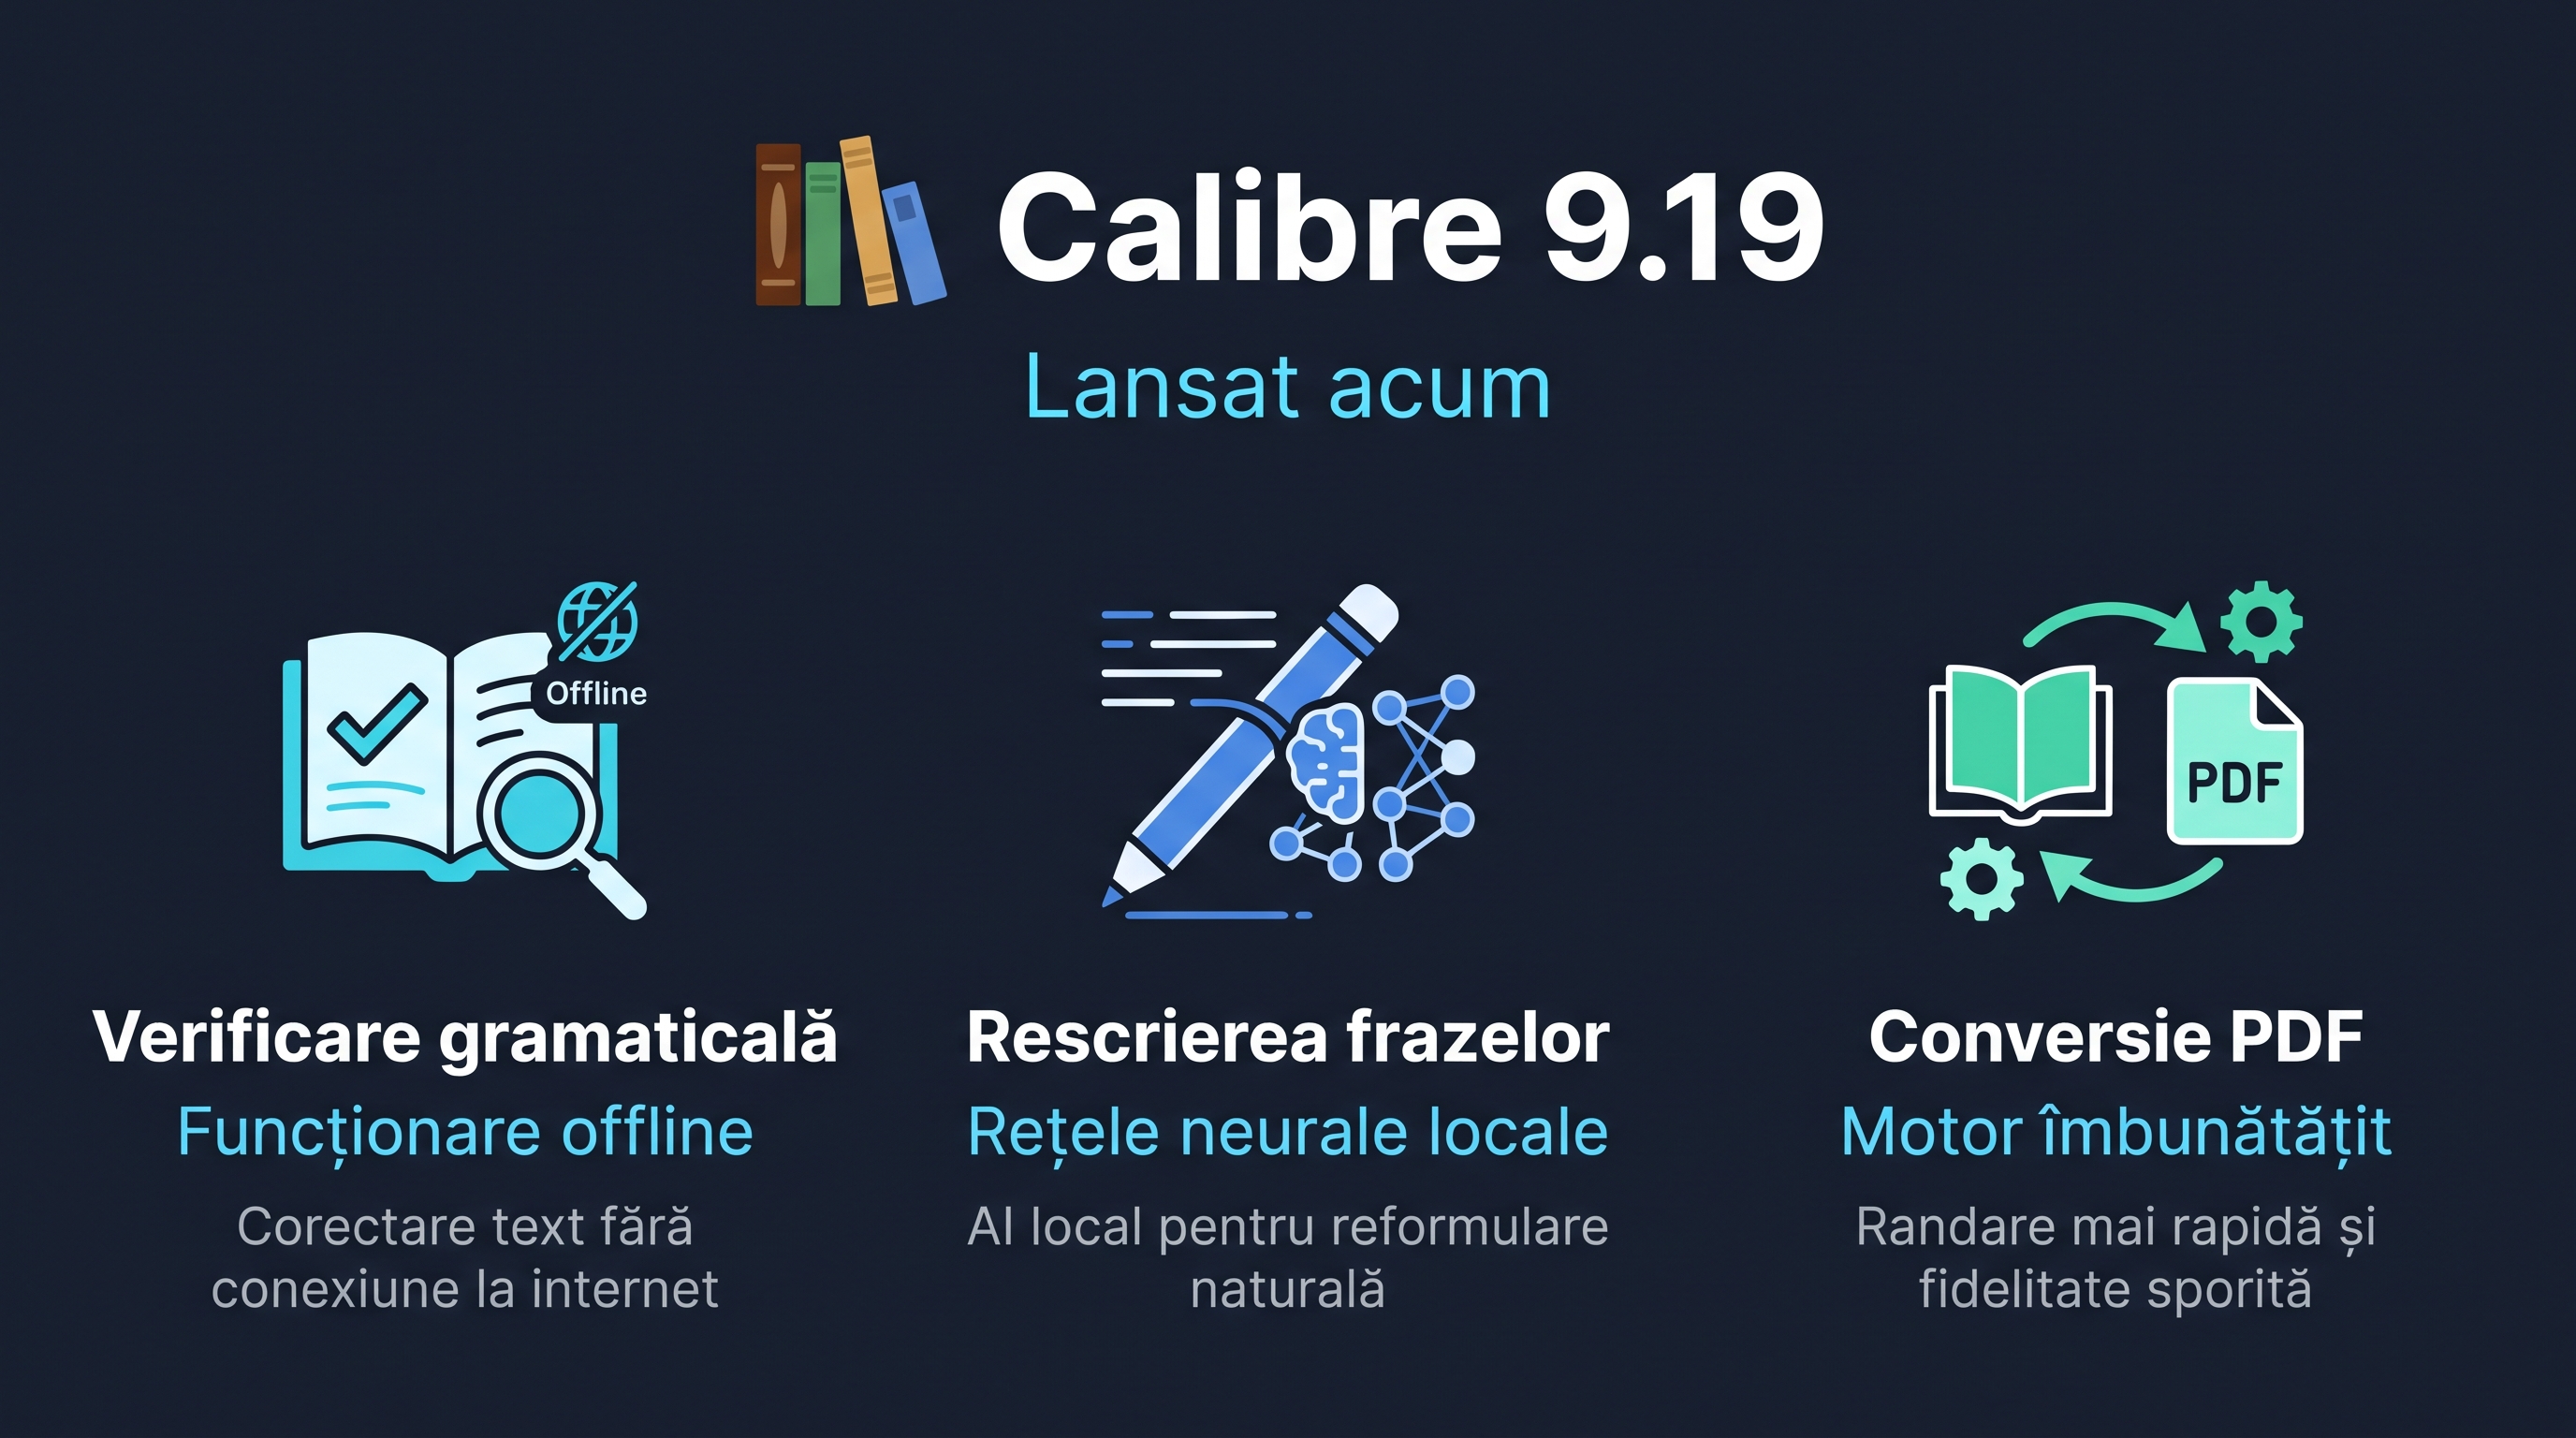 Calibre 9.19
Lansat acum
Offline
PDF
Verificare gramaticală
Funcționare offline
Corectare text fără
conexiune la internet
Rescrierea frazelor
Rețele neurale locale
AI local pentru reformulare
naturală
Conversie PDF
Motor îmbunătățit
Randare mai rapidă și
fidelitate sporită